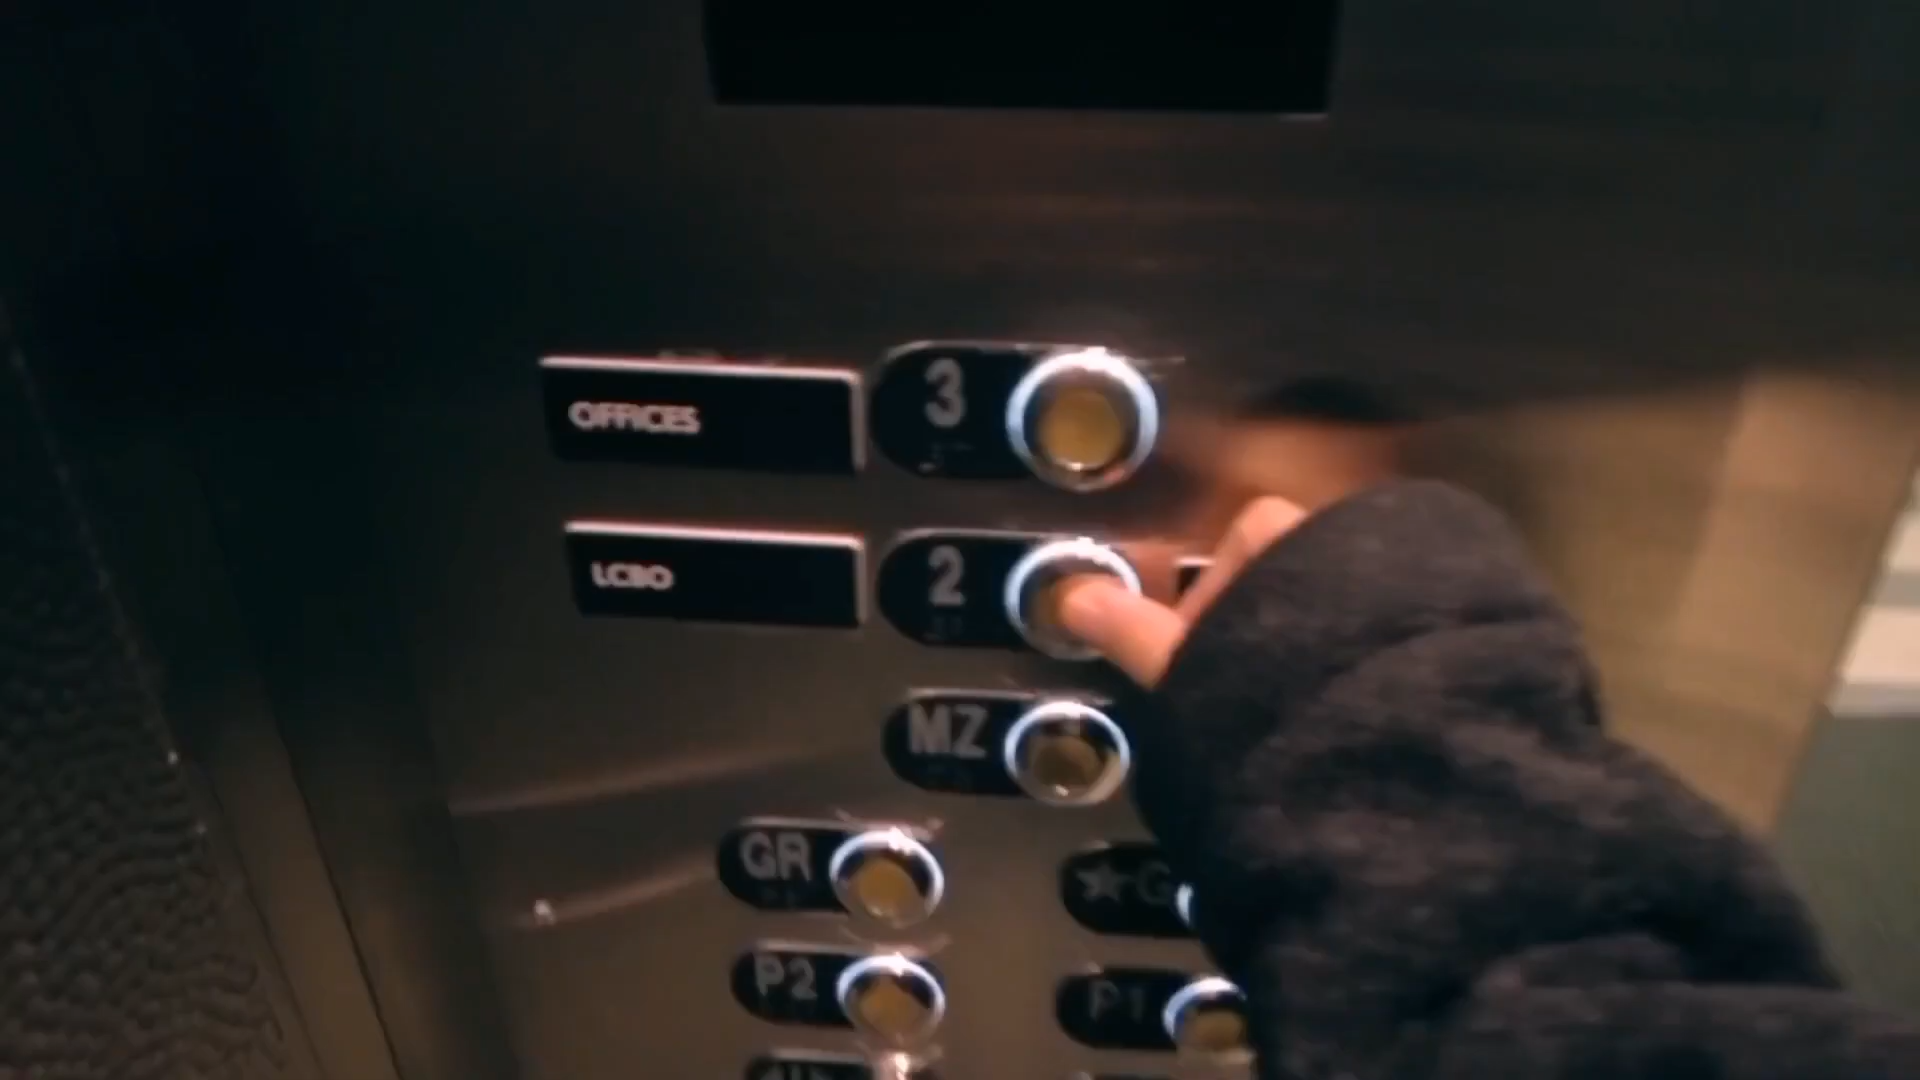 OFFICES 3
LCBO 2
MZ
GR ★G
P2 P1